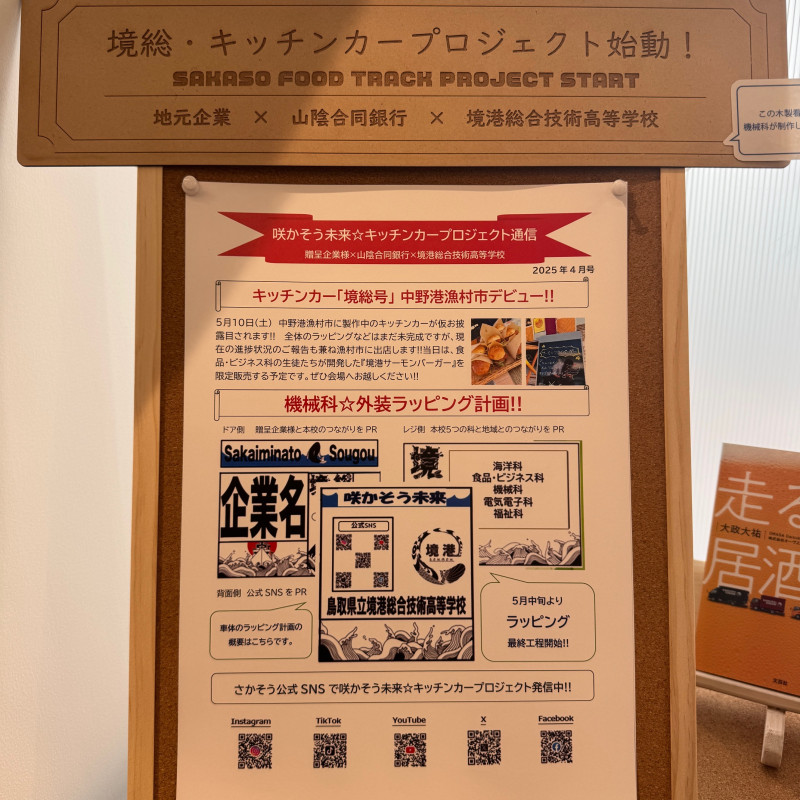 境総・キッチンカープロジェクト始動！
SAKASO FOOD TRACK PROJECT START
地元企業 × 山陰合同銀行 × 境港総合技術高等学校
この木製看
機械科が制作し
咲かそう未来☆キッチンカープロジェクト通信
贈呈企業様×山陰合同銀行×境港総合技術高等学校
2025年4月号
キッチンカー「境総号」 中野港漁村市デビュー!!
5月10日(土) 中野港漁村市に製作中のキッチンカーが仮お披
露目されます!! 全体のラッピングなどはまだ未完成ですが、現
在の進捗状況のご報告も兼ね漁村市に出店します!!当日は、食
品・ビジネス科の生徒たちが開発した『境港サーモンバーガー』を
限定販売する予定です。ぜひ会場へお越しください!!
機械科☆外装ラッピング計画!!
ドア側 贈呈企業様と本校のつながりをPR
レジ側 本校5つの科と地域とのつながりをPR
Sakaiminato Sougou
企業名
境
海洋科
食品・ビジネス科
機械科
電気電子科
福祉科
咲かそう未来
公式SNS
境港
鳥取県立境港総合技術高等学校
背面側 公式SNSをPR
車体のラッピング計画の
概要はこちらです。
5月中旬より
ラッピング
最終工程開始!!
さかそう公式SNSで咲かそう未来☆キッチンカープロジェクト発信中!!
Instagram
TikTok
YouTube
X
Facebook
走る
大政大祐
居酒
文芸社